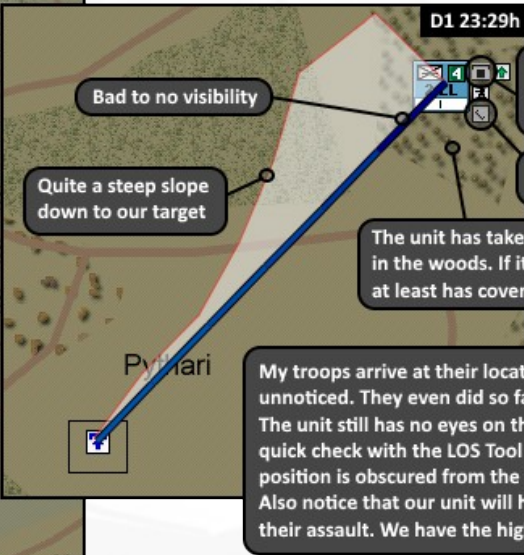 D1 23:29h
4
Bad to no visibility
I
Quite a steep slope
down to our target
The unit has take
in the woods. If it
at least has cover
Pythari
My troops arrive at their locat
unnoticed. They even did so fa
The unit still has no eyes on th
quick check with the LOS Tool
position is obscured from the
Also notice that our unit will h
their assault. We have the hig